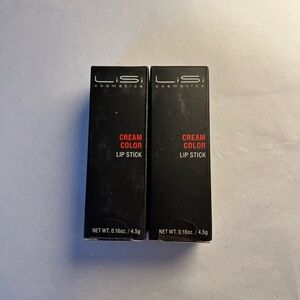 LiSi
cosmetics
CREAM
COLOR
LIP STICK
NET WT. 0.16oz. / 4.5g
LiSi
cosmetics
CREAM
COLOR
LIP STICK
NET WT. 0.16oz. / 4.5g